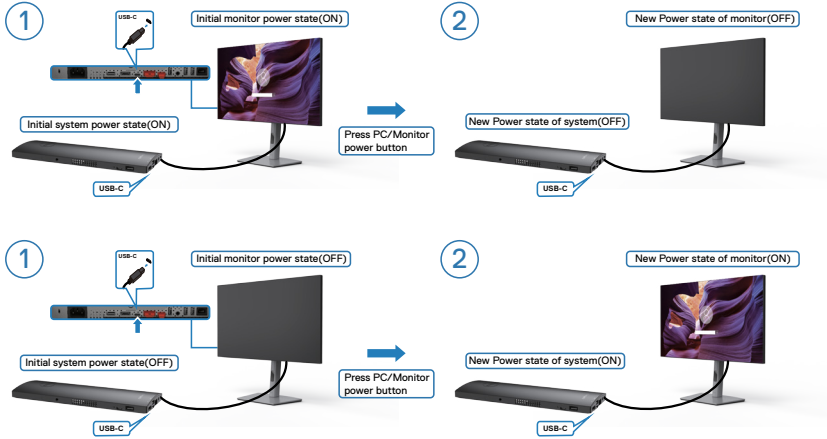 1
USB-C
Initial monitor power state(ON)
Initial system power state(ON)
USB-C
Press PC/Monitor
power button
2
New Power state of monitor(OFF)
New Power state of system(OFF)
USB-C
1
USB-C
Initial monitor power state(OFF)
Initial system power state(OFF)
USB-C
Press PC/Monitor
power button
2
New Power state of monitor(ON)
New Power state of system(ON)
USB-C